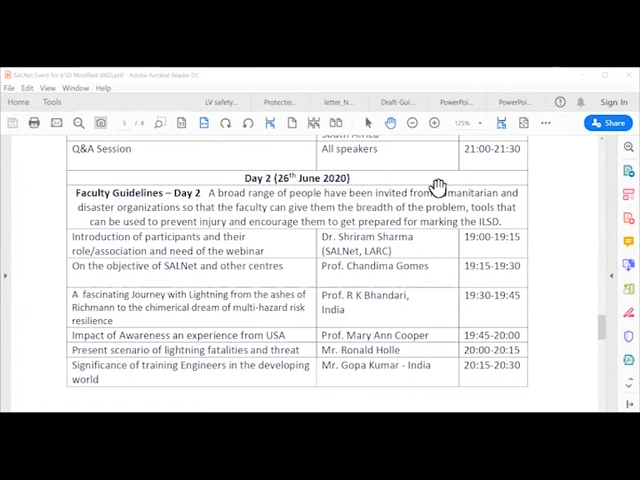 SALNet Event for ILSD Modified (002).pdf - Adobe Acrobat Reader DC
File Edit View Window Help
Home Tools LV safety... Protectio... letter_N... Draft-Gui... PowerPoi... PowerPoi... Sign In
3 / 4 125% Share
South Africa
Q&A Session All speakers 21:00-21:30
Day 2 (26th June 2020)
Faculty Guidelines – Day 2 A broad range of people have been invited from humanitarian and
disaster organizations so that the faculty can give them the breadth of the problem, tools that
can be used to prevent injury and encourage them to get prepared for marking the ILSD.
Introduction of participants and their Dr. Shriram Sharma 19:00-19:15
role/association and need of the webinar (SALNet, LARC)
On the objective of SALNet and other centres Prof. Chandima Gomes 19:15-19:30
A fascinating Journey with Lightning from the ashes of Prof. R K Bhandari, 19:30-19:45
Richmann to the chimerical dream of multi-hazard risk India
resilience
Impact of Awareness an experience from USA Prof. Mary Ann Cooper 19:45-20:00
Present scenario of lightning fatalities and threat Mr. Ronald Holle 20:00-20:15
Significance of training Engineers in the developing Mr. Gopa Kumar - India 20:15-20:30
world